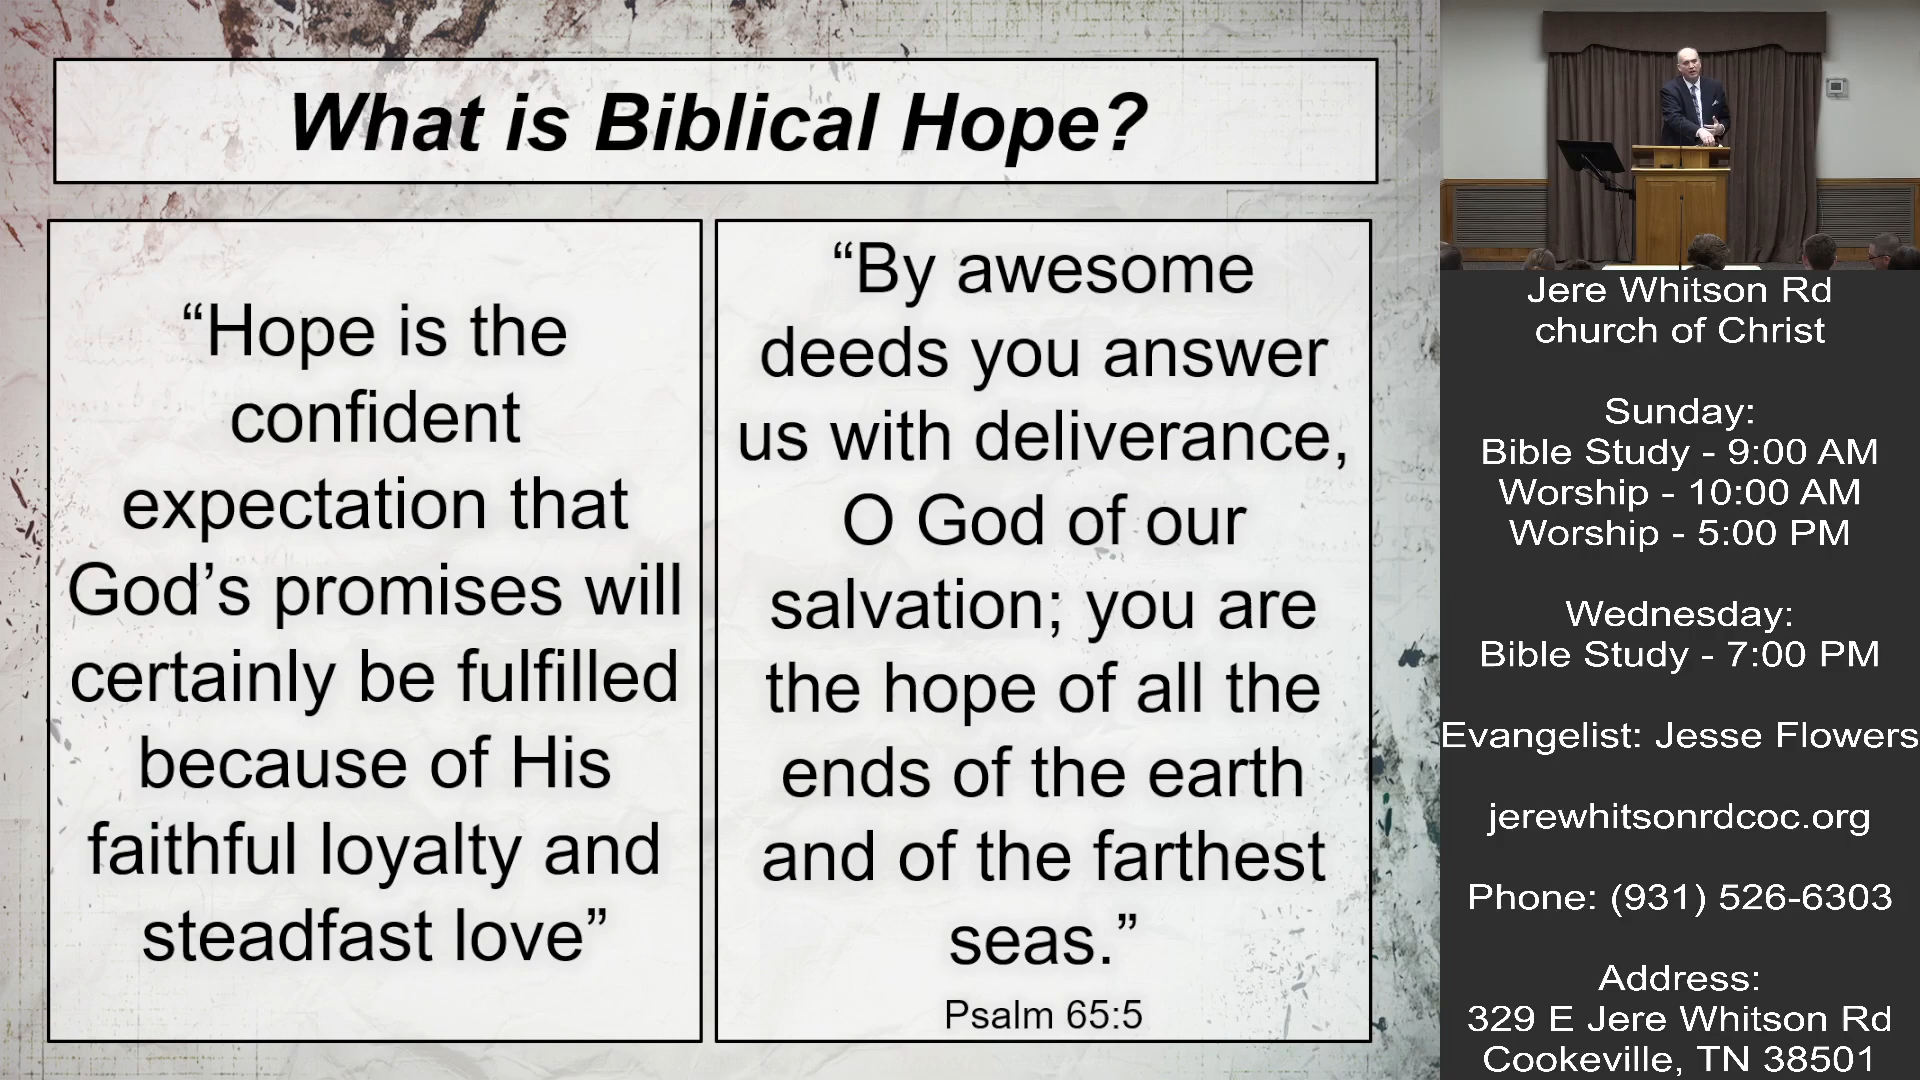 What is Biblical Hope?
“Hope is the
confident
expectation that
God’s promises will
certainly be fulfilled
because of His
faithful loyalty and
steadfast love”
“By awesome
deeds you answer
us with deliverance,
O God of our
salvation; you are
the hope of all the
ends of the earth
and of the farthest
seas.”
Psalm 65:5
Jere Whitson Rd
church of Christ
Sunday:
Bible Study - 9:00 AM
Worship - 10:00 AM
Worship - 5:00 PM
Wednesday:
Bible Study - 7:00 PM
Evangelist: Jesse Flowers
jerewhitsonrdcoc.org
Phone: (931) 526-6303
Address:
329 E Jere Whitson Rd
Cookeville, TN 38501